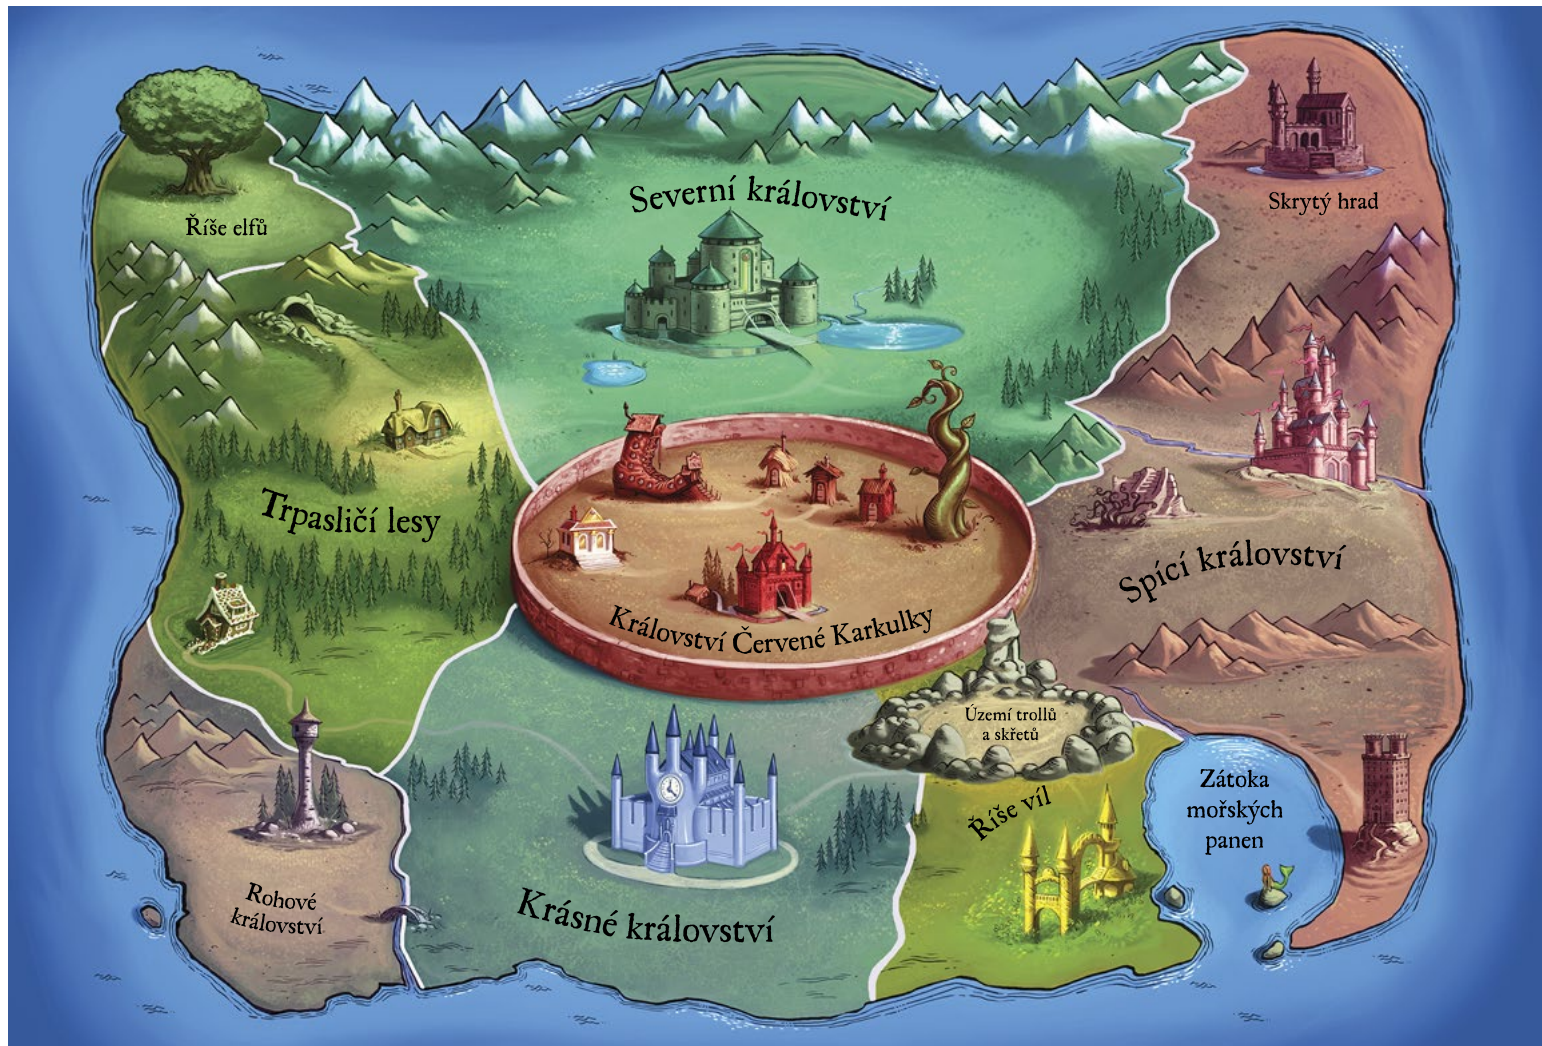 Severní království
Skrytý hrad
Říše elfů
Trpasličí lesy
Spící království
Království Červené Karkulky
Území trollů
a skřetů
Zátoka
mořských
panen
Říše víl
Rohové
království
Krásné království